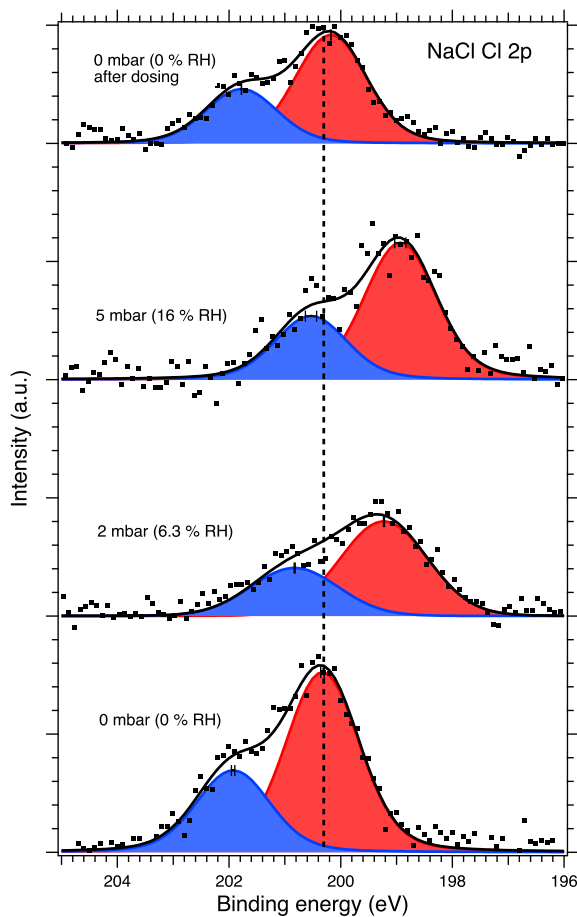 NaCl Cl 2p
0 mbar (0 % RH)
after dosing
5 mbar (16 % RH)
2 mbar (6.3 % RH)
0 mbar (0 % RH)
Intensity (a.u.)
204 202 200 198 196
Binding energy (eV)